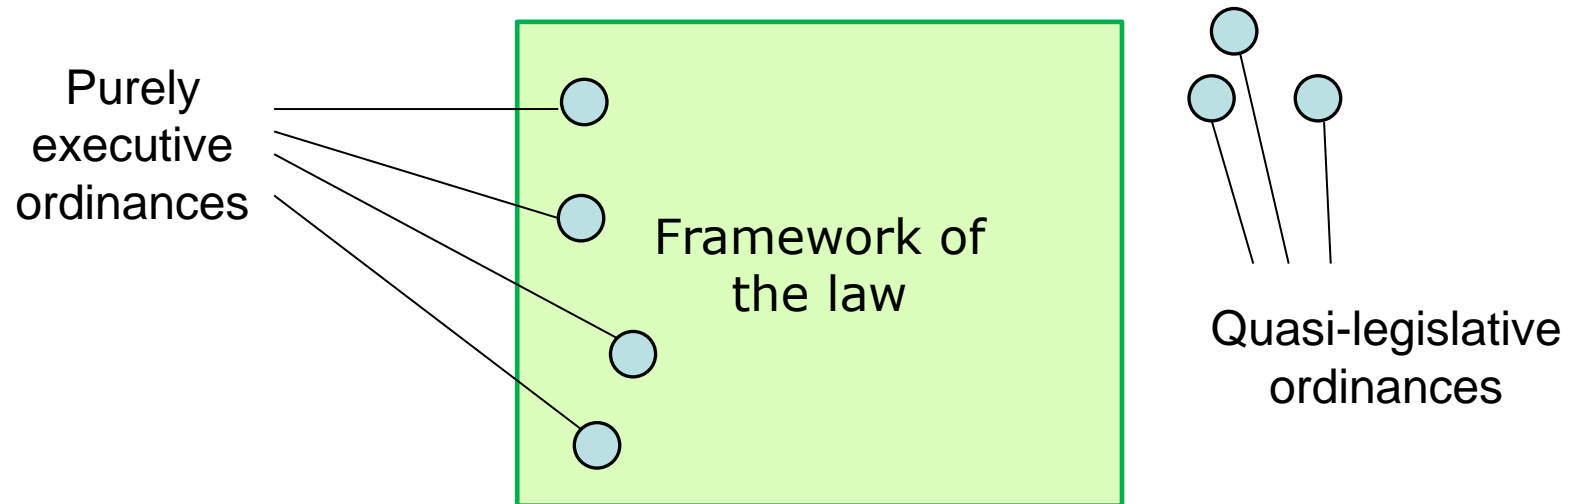 Purely
executive
ordinances
Framework of
the law
Quasi-legislative
ordinances